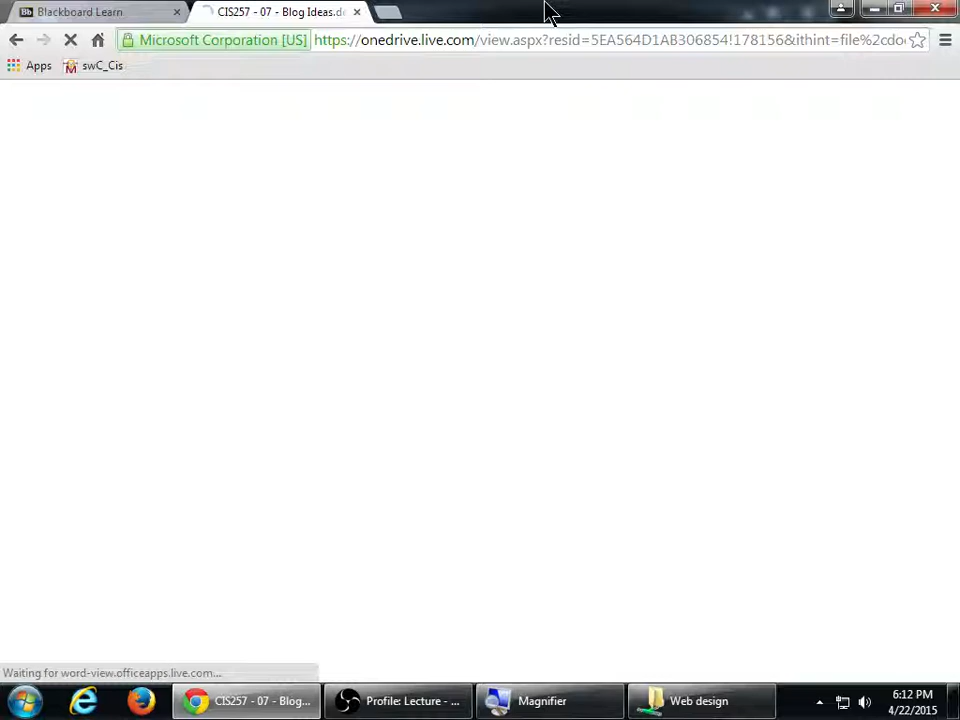 Bb Blackboard Learn
CIS257 - 07 - Blog Ideas.d
Microsoft Corporation [US] https://onedrive.live.com/view.aspx?resid=5EA564D1AB306854!178156&ithint=file%2cdo
Apps swC_Cis
Waiting for word-view.officeapps.live.com...
CIS257 - 07 - Blog...
Profile: Lecture - ...
Magnifier
Web design
6:12 PM
4/22/2015